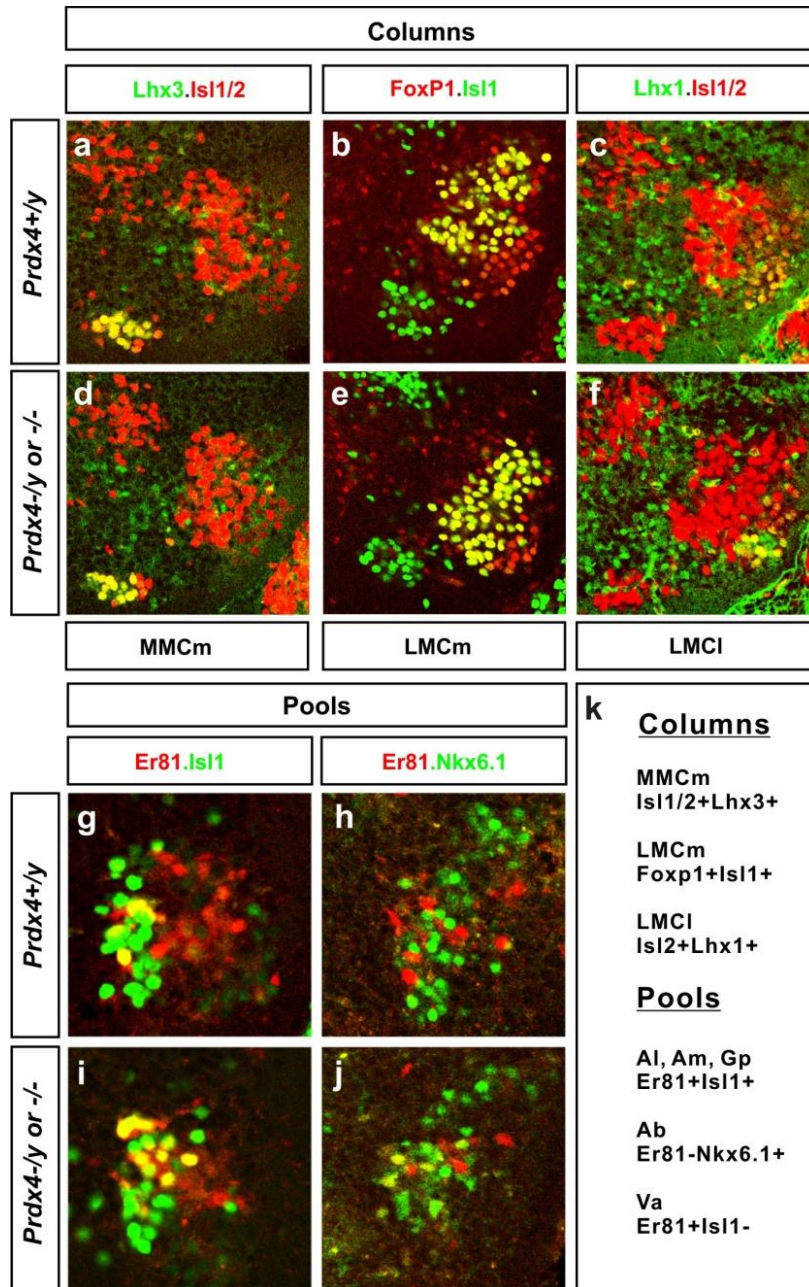 Columns
Lhx3.Isl1/2
FoxP1.Isl1
Lhx1.Isl1/2
Prdx4+/y
a
b
c
Prdx4-/y or -/-
d
e
f
MMCm
LMCm
LMCl
Pools
Er81.Isl1
Er81.Nkx6.1
Prdx4+/y
g
h
Prdx4-/y or -/-
i
j
k
Columns
MMCm
Isl1/2+Lhx3+
LMCm
Foxp1+Isl1+
LMCl
Isl2+Lhx1+
Pools
Al, Am, Gp
Er81+Isl1+
Ab
Er81-Nkx6.1+
Va
Er81+Isl1-